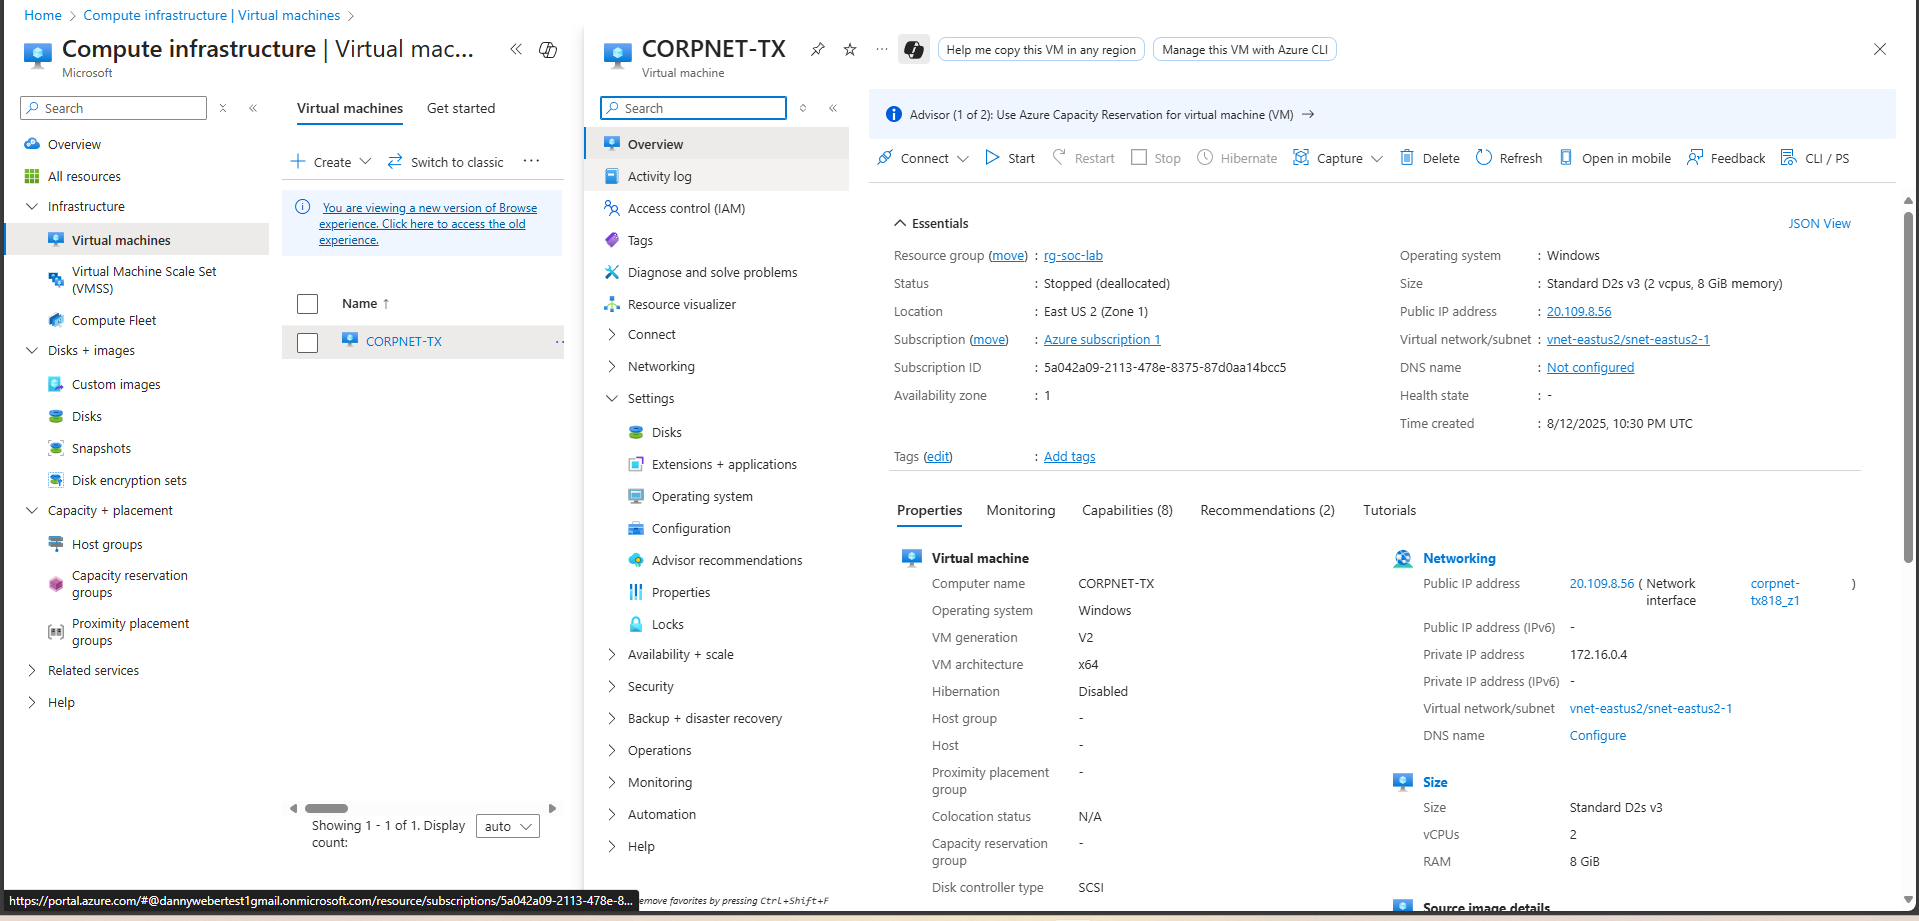 Home > Compute infrastructure | Virtual machines >
Compute infrastructure | Virtual mac...
Microsoft
Search
Overview
All resources
Infrastructure
Virtual machines
Virtual Machine Scale Set
(VMSS)
Compute Fleet
Disks + images
Custom images
Disks
Snapshots
Disk encryption sets
Capacity + placement
Host groups
Capacity reservation
groups
Proximity placement
groups
Related services
Help
Virtual machines Get started
Create Switch to classic ...
You are viewing a new version of Browse
experience. Click here to access the old
experience.
Name ↑
CORPNET-TX
Showing 1 - 1 of 1. Display
count:
auto
CORPNET-TX
Virtual machine
Help me copy this VM in any region
Manage this VM with Azure CLI
Search
Overview
Activity log
Access control (IAM)
Tags
Diagnose and solve problems
Resource visualizer
Connect
Networking
Settings
Disks
Extensions + applications
Operating system
Configuration
Advisor recommendations
Properties
Locks
Availability + scale
Security
Backup + disaster recovery
Operations
Monitoring
Automation
Help
Advisor (1 of 2): Use Azure Capacity Reservation for virtual machine (VM) →
Connect Start Restart Stop Hibernate Capture Delete Refresh Open in mobile Feedback CLI / PS
Essentials
JSON View
Resource group (move) : rg-soc-lab
Status : Stopped (deallocated)
Location : East US 2 (Zone 1)
Subscription (move) : Azure subscription 1
Subscription ID : 5a042a09-2113-478e-8375-87d0aa14bcc5
Availability zone : 1
Operating system : Windows
Size : Standard D2s v3 (2 vcpus, 8 GiB memory)
Public IP address : 20.109.8.56
Virtual network/subnet : vnet-eastus2/snet-eastus2-1
DNS name : Not configured
Health state : -
Time created : 8/12/2025, 10:30 PM UTC
Tags (edit) : Add tags
Properties Monitoring Capabilities (8) Recommendations (2) Tutorials
Virtual machine
Computer name CORPNET-TX
Operating system Windows
VM generation V2
VM architecture x64
Hibernation Disabled
Host group -
Host -
Proximity placement -
group
Colocation status N/A
Capacity reservation -
group
Disk controller type SCSI
Networking
Public IP address 20.109.8.56 ( Network corpnet- )
interface tx818_z1
Public IP address (IPv6) -
Private IP address 172.16.0.4
Private IP address (IPv6) -
Virtual network/subnet vnet-eastus2/snet-eastus2-1
DNS name Configure
Size
Size Standard D2s v3
vCPUs 2
RAM 8 GiB
Source image details
https://portal.azure.com/#@dannywebertest1gmail.onmicrosoft.com/resource/subscriptions/5a042a09-2113-478e-8...
emove favorites by pressing Ctrl+Shift+F